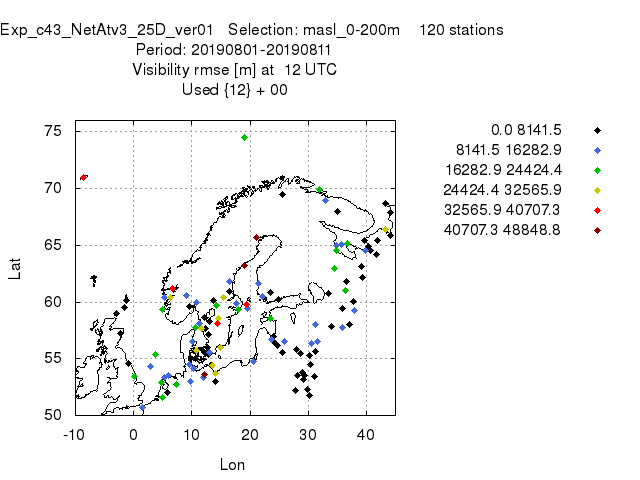 Exp_c43_NetAtv3_25D_ver01 Selection: masl_0-200m 120 stations
Period: 20190801-20190811
Visibility rmse [m] at 12 UTC
Used {12} + 00
0.0 8141.5
8141.5 16282.9
16282.9 24424.4
24424.4 32565.9
32565.9 40707.3
40707.3 48848.8
75
70
65
60
55
50
Lat
-10 0 10 20 30 40
Lon